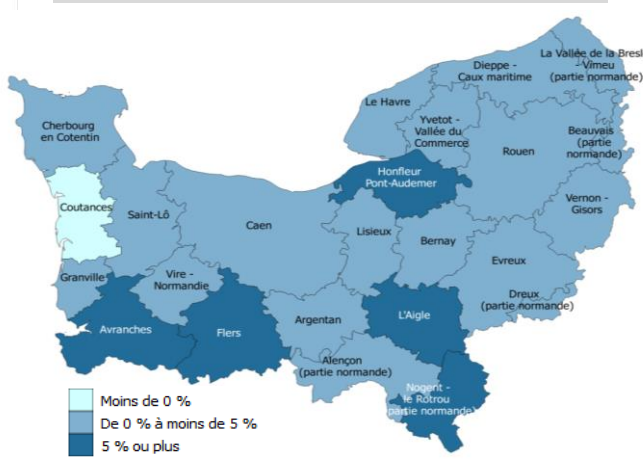 La Vallée de la Bresl
Vimeu
(partie normande)
Dieppe -
Caux maritime
Le Havre
Yvetot -
Vallée du
Commerce
Cherbourg
en Cotentin
Beauvais
(partie
normande)
Rouen
Honfleur
Pont-Audemer
Coutances
Saint-Lô
Caen
Lisieux
Bernay
Vernon -
Gisors
Evreux
Granville
Vire -
Normandie
Dreux
(partie normande)
Avranches
Flers
Argentan
L'Aigle
Alençon
(partie normande)
Nogent -
le Rotrou
(partie normande)
Moins de 0 %
De 0 % à moins de 5 %
5 % ou plus